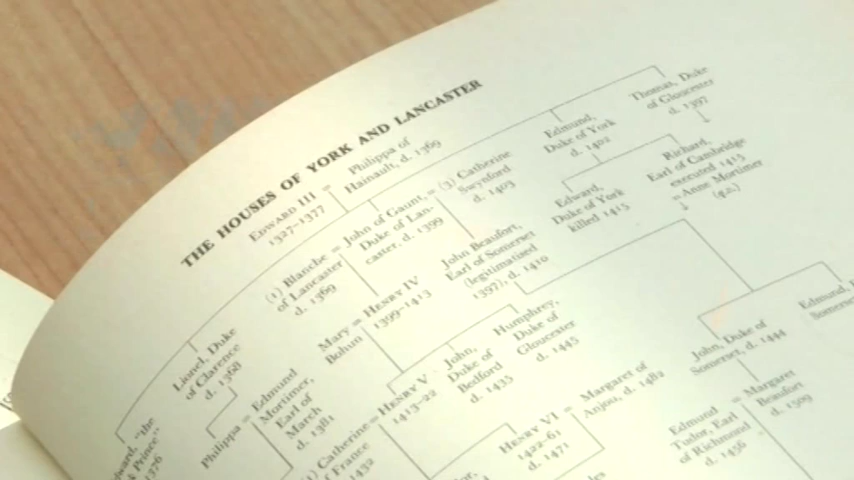 THE HOUSES OF YORK AND LANCASTER
EDWARD III =
1327–1377
Philippa of
Hainault, d. 1369
Thomas, Duke
of Gloucester
d. 1397
Edmund,
Duke of York
d. 1402
Richard,
Earl of Cambridge
executed 1415
= Anne Mortimer
(q.v.)
Edward,
Duke of York
killed 1415
= (3) Catherine
Swynford
d. 1403
John of Gaunt,
Duke of Lan-
caster, d. 1399
(1) Blanche =
of Lancaster
d. 1369
Lionel, Duke
of Clarence
d. 1368
John Beaufort,
Earl of Somerset
(legitimatised
1397), d. 1410
Mary =
Bohun
HENRY IV
1399–1413
John,
Duke of
Bedford
d. 1435
Humphrey,
Duke of
Gloucester
d. 1445
John, Duke of
Somerset, d. 1444
Edmund,
Somerset
Philippa =
Edmund
Mortimer,
Earl of
March
d. 1381
Catherine =
of France
HENRY V
1413–22
HENRY VI =
1422–61
d. 1471
Margaret of
Anjou, d. 1482
Edmund =
Tudor, Earl
of Richmond
d. 1456
Margaret
Beaufort
d. 1509
"the
Prince"
1376